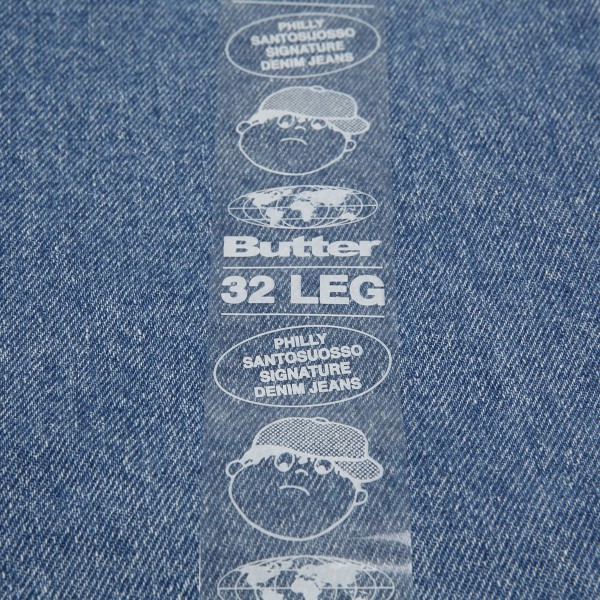 PHILLY
SANTOSUOSSO
SIGNATURE
DENIM JEANS
Butter
32 LEG
PHILLY
SANTOSUOSSO
SIGNATURE
DENIM JEANS